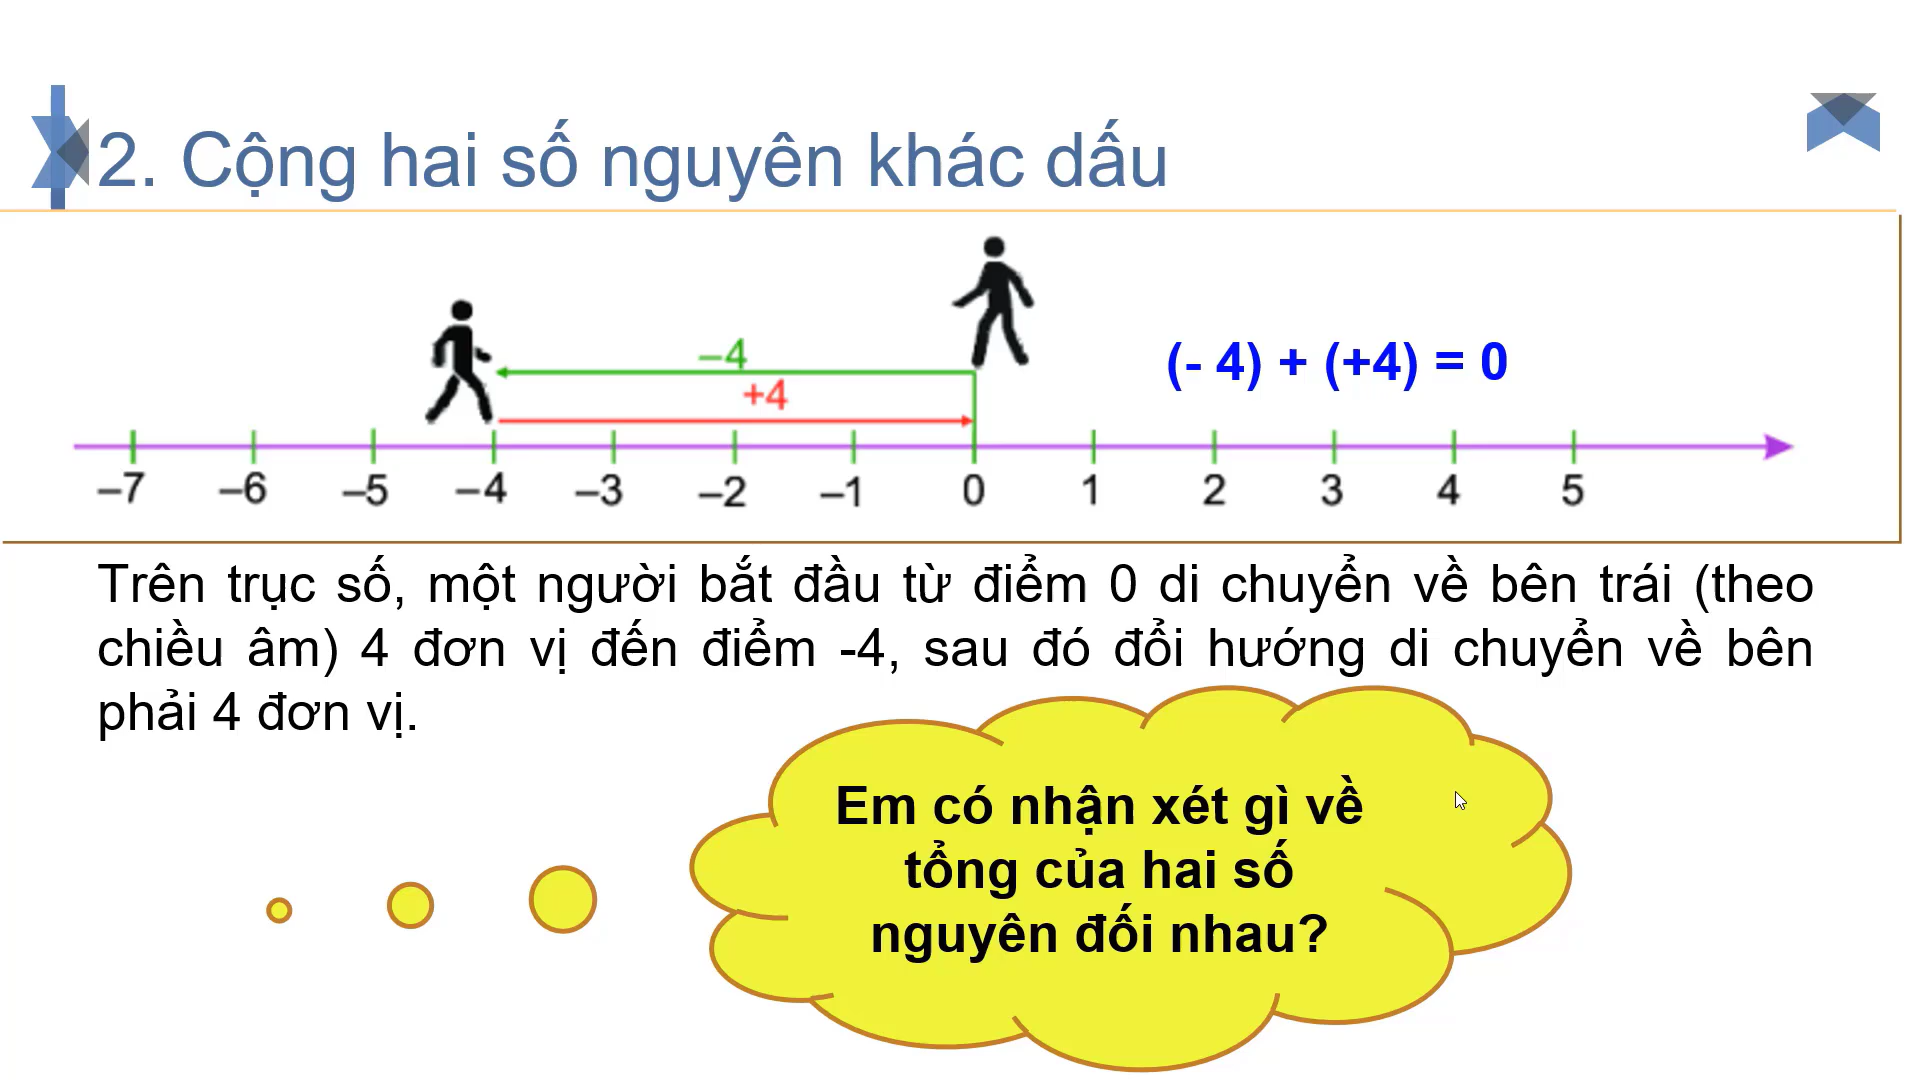 2. Cộng hai số nguyên khác dấu
–4
+4
(- 4) + (+4) = 0
–7 –6 –5 –4 –3 –2 –1 0 1 2 3 4 5
Trên trục số, một người bắt đầu từ điểm 0 di chuyển về bên trái (theo
chiều âm) 4 đơn vị đến điểm -4, sau đó đổi hướng di chuyển về bên
phải 4 đơn vị.
Em có nhận xét gì về
tổng của hai số
nguyên đối nhau?